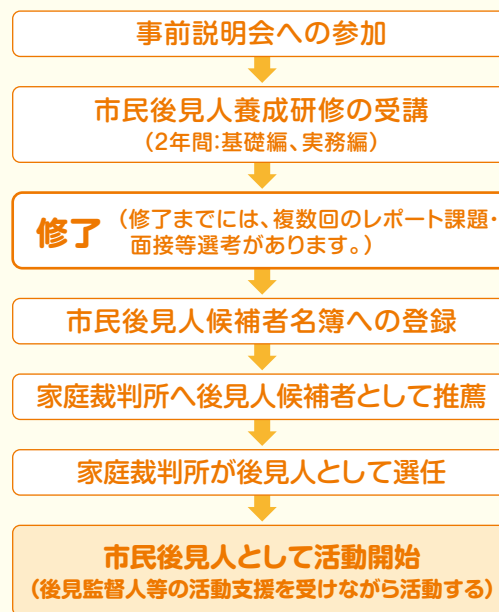 事前説明会への参加
市民後見人養成研修の受講
(2年間:基礎編、実務編)
修了 (修了までには、複数回のレポート課題・
面接等選考があります。)
市民後見人候補者名簿への登録
家庭裁判所へ後見人候補者として推薦
家庭裁判所が後見人として選任
市民後見人として活動開始
(後見監督人等の活動支援を受けながら活動する)